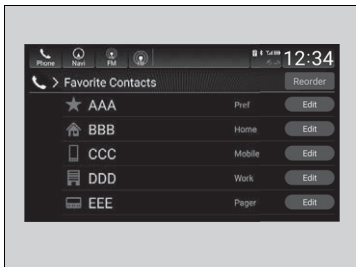 Phone Navi FM 12:34
Favorite Contacts Reorder
AAA Pref Edit
BBB Home Edit
CCC Mobile Edit
DDD Work Edit
EEE Pager Edit